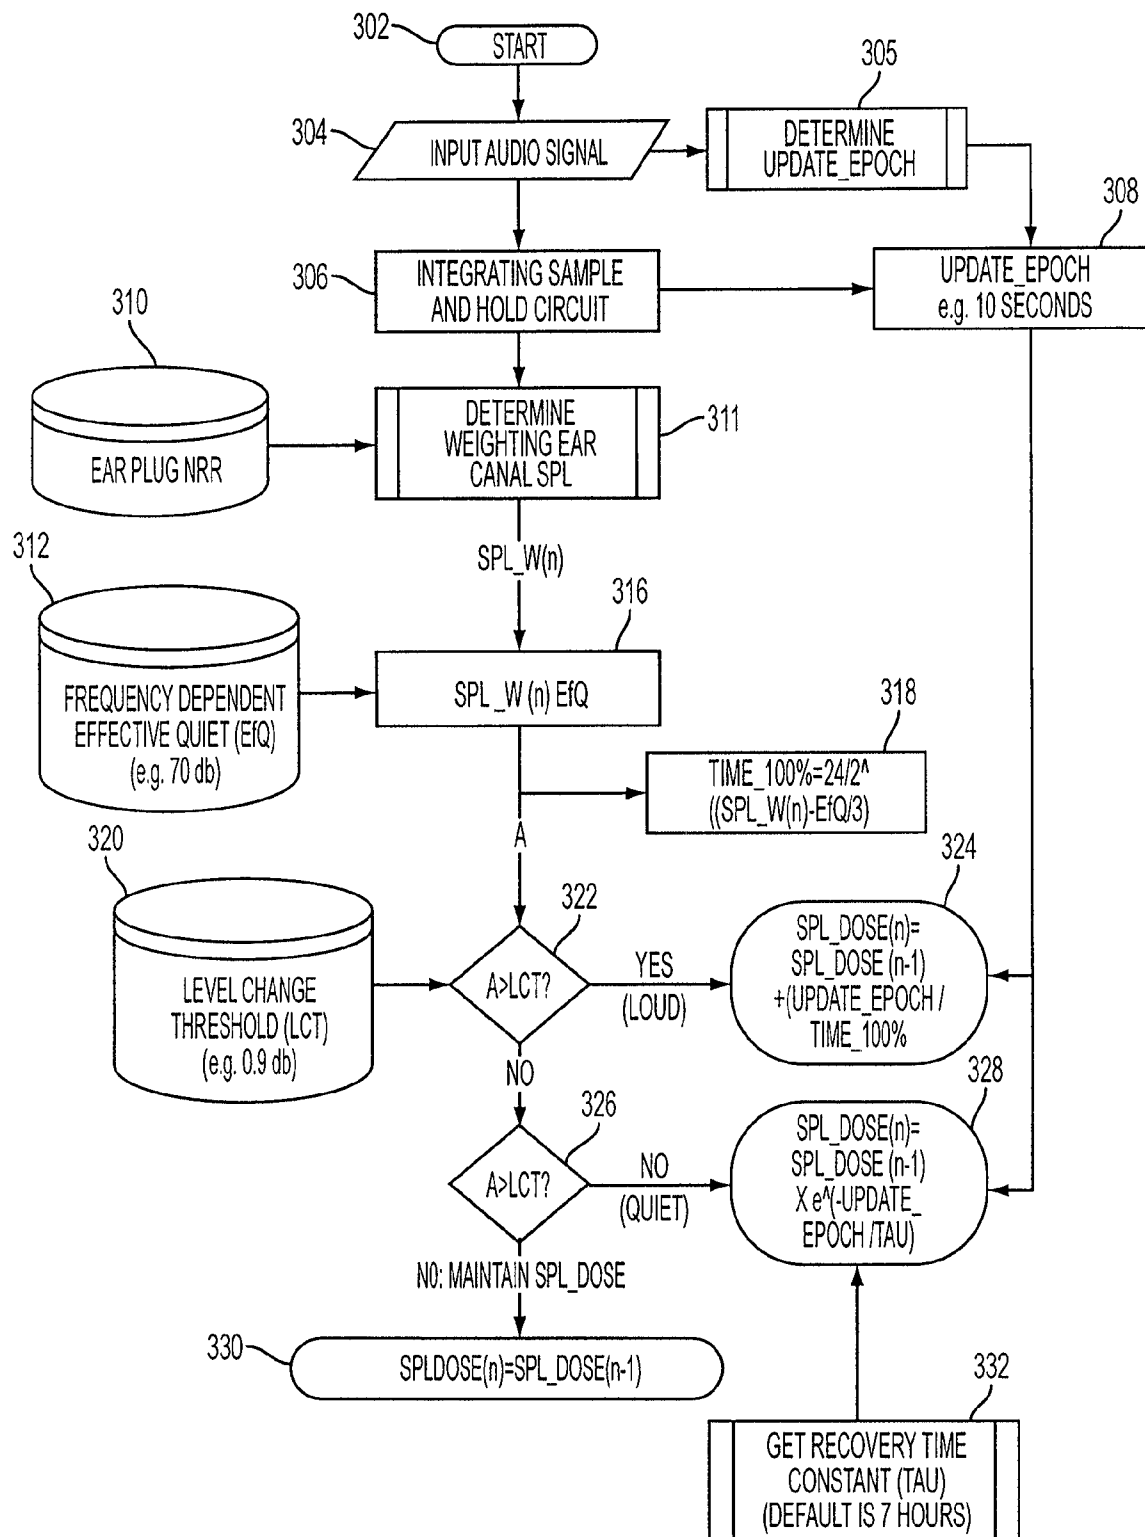 302
START
305
304
INPUT AUDIO SIGNAL
DETERMINE
UPDATE_EPOCH
308
306
INTEGRATING SAMPLE
AND HOLD CIRCUIT
UPDATE_EPOCH
e.g. 10 SECONDS
310
EAR PLUG NRR
DETERMINE
WEIGHTING EAR
CANAL SPL
311
SPL_W(n)
312
316
FREQUENCY DEPENDENT
EFFECTIVE QUIET (EfQ)
(e.g. 70 db)
SPL_W (n) EfQ
318
TIME_100%=24/2^
((SPL_W(n)-EfQ/3)
A
320
322
324
LEVEL CHANGE
THRESHOLD (LCT)
(e.g. 0.9 db)
A>LCT?
YES
(LOUD)
SPL_DOSE(n)=
SPL_DOSE (n-1)
+(UPDATE_EPOCH /
TIME_100%
NO
326
328
A>LCT?
NO
(QUIET)
SPL_DOSE(n)=
SPL_DOSE (n-1)
X e^(-UPDATE_
EPOCH /TAU)
N0: MAINTAIN SPL_DOSE
330
SPLDOSE(n)=SPL_DOSE(n-1)
332
GET RECOVERY TIME
CONSTANT (TAU)
(DEFAULT IS 7 HOURS)